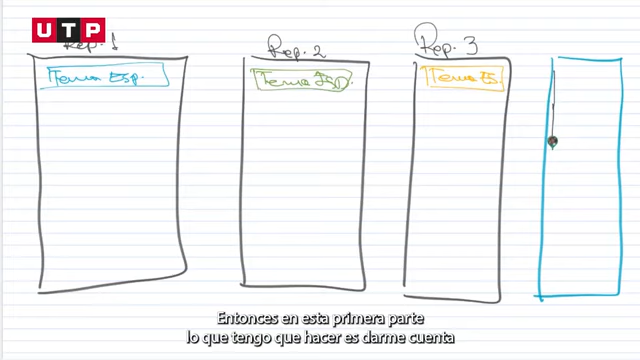 UTP
Rep. 1
Rep. 2
Rep. 3
Tema Esp.
Tema
Tema Es.
Entonces en esta primera parte
lo que tengo que hacer es darme cuenta